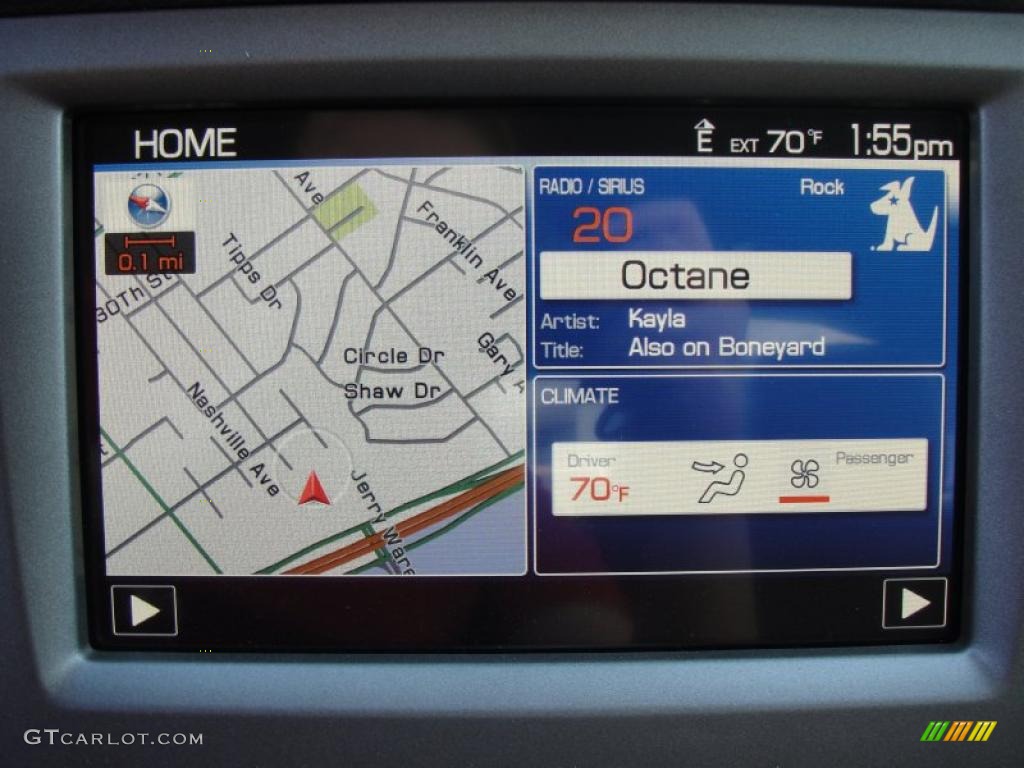 HOME
E EXT 70°F 1:55pm
Ave
0.1 mi
30Th St
Tipps Dr
Franklin Ave
Circle Dr
Shaw Dr
Gary
Nashville Ave
Jerry Ware
RADIO / SIRIUS
Rock
20
Octane
Artist: Kayla
Title: Also on Boneyard
CLIMATE
Driver
70°F
Passenger
GTCARLOT.COM